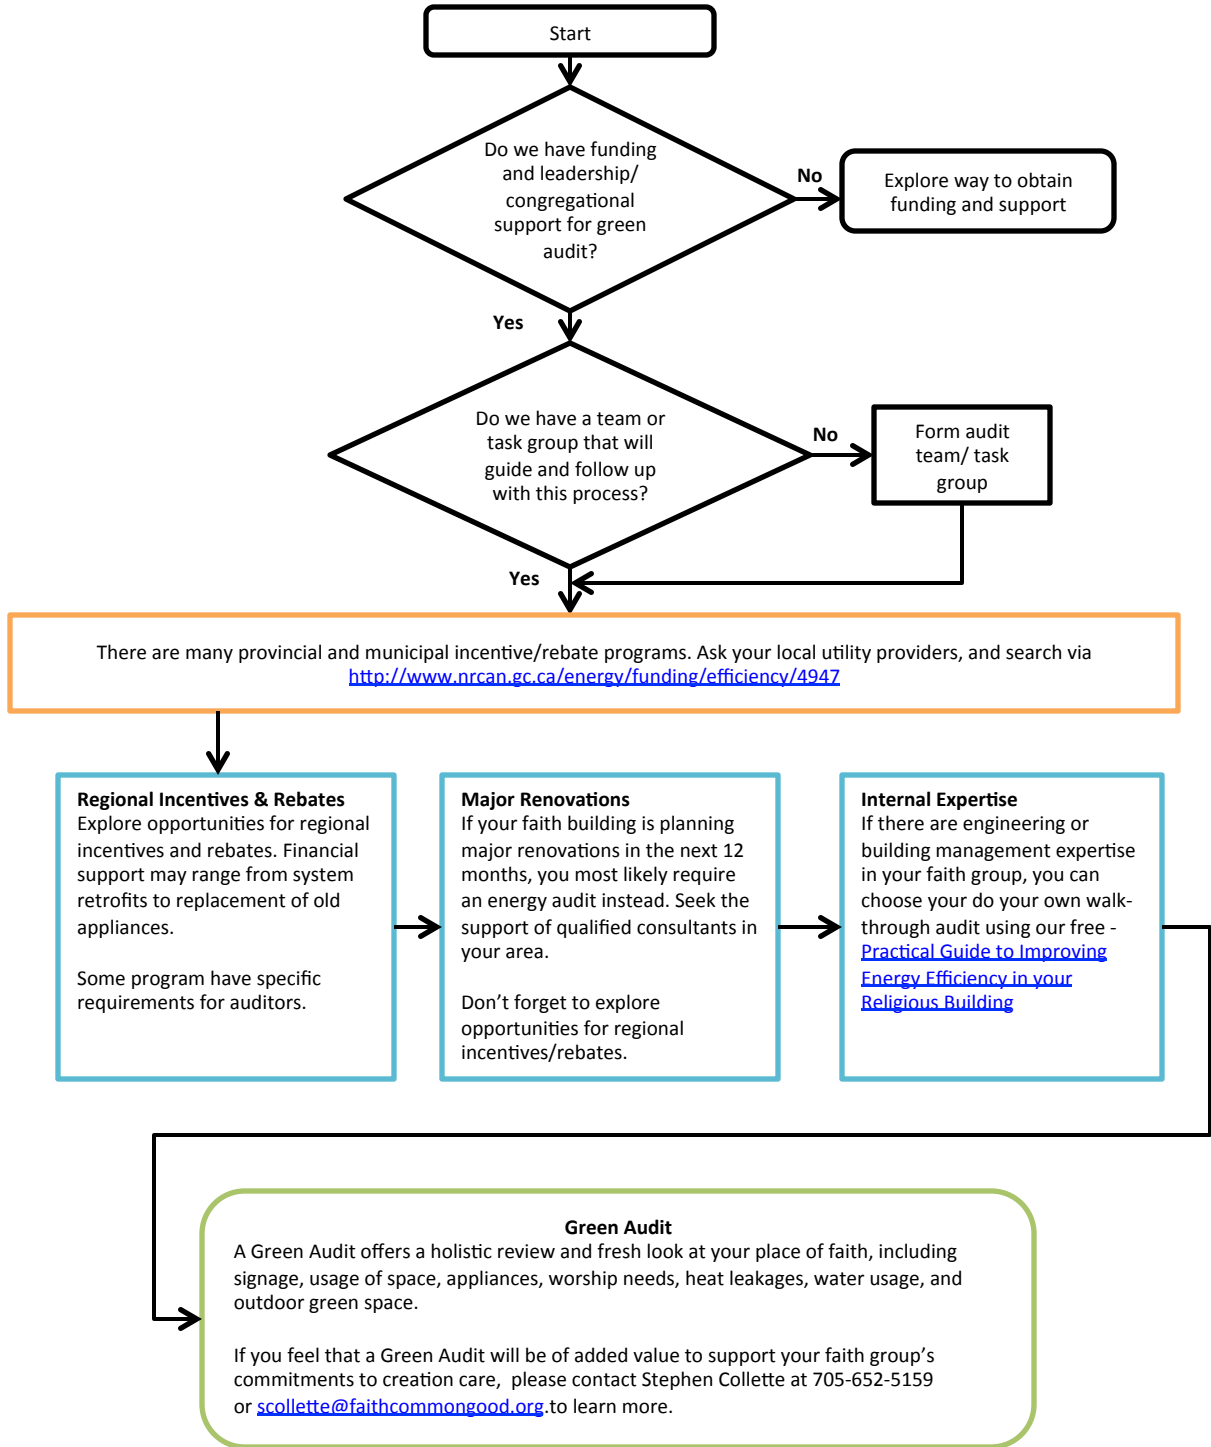 Start
Do we have funding
and leadership/
congregational
support for green
audit?
No
Explore way to obtain
funding and support
Yes
Do we have a team or
task group that will
guide and follow up
with this process?
No
Form audit
team/ task
group
Yes
There are many provincial and municipal incentive/rebate programs. Ask your local utility providers, and search via
http://www.nrcan.gc.ca/energy/funding/efficiency/4947
Regional Incentives & Rebates
Explore opportunities for regional
incentives and rebates. Financial
support may range from system
retrofits to replacement of old
appliances.
Some program have specific
requirements for auditors.
Major Renovations
If your faith building is planning
major renovations in the next 12
months, you most likely require
an energy audit instead. Seek the
support of qualified consultants in
your area.
Don't forget to explore
opportunities for regional
incentives/rebates.
Internal Expertise
If there are engineering or
building management expertise
in your faith group, you can
choose your do your own walk-
through audit using our free -
Practical Guide to Improving
Energy Efficiency in your
Religious Building
Green Audit
A Green Audit offers a holistic review and fresh look at your place of faith, including
signage, usage of space, appliances, worship needs, heat leakages, water usage, and
outdoor green space.
If you feel that a Green Audit will be of added value to support your faith group's
commitments to creation care,  please contact Stephen Collette at 705-652-5159
or scollette@faithcommongood.org.to learn more.